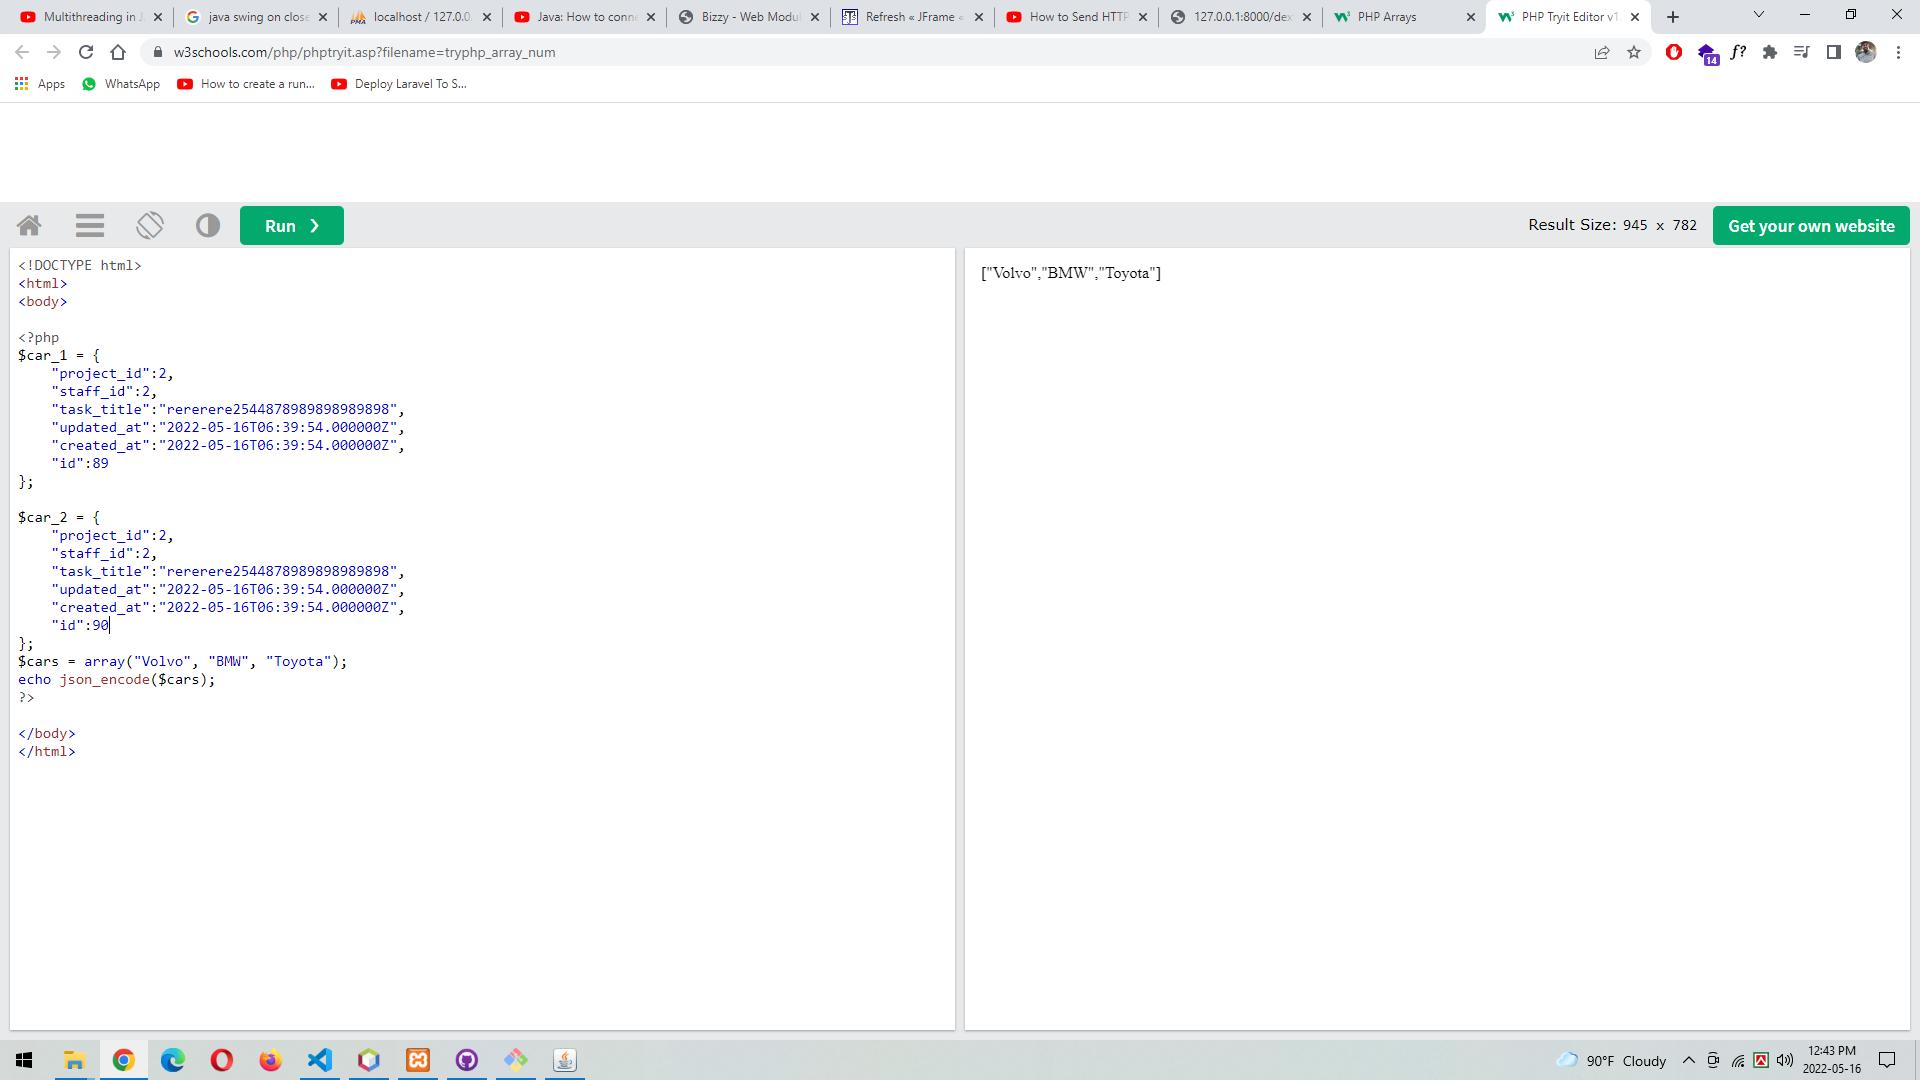 Multithreading in J
java swing on close
localhost / 127.0.0.
Java: How to conne
Bizzy - Web Modul
Refresh « JFrame «
How to Send HTTP
127.0.0.1:8000/dex
PHP Arrays
PHP Tryit Editor v1.
w3schools.com/php/phptryit.asp?filename=tryphp_array_num
f?
14
Apps
WhatsApp
How to create a run...
Deploy Laravel To S...
Run ❯
Result Size: 945 x 782
Get your own website
<!DOCTYPE html>
<html>
<body>
<?php
$car_1 = {
"project_id":2,
"staff_id":2,
"task_title":"rererere2544878989898989898",
"updated_at":"2022-05-16T06:39:54.000000Z",
"created_at":"2022-05-16T06:39:54.000000Z",
"id":89
};
$car_2 = {
"project_id":2,
"staff_id":2,
"task_title":"rererere2544878989898989898",
"updated_at":"2022-05-16T06:39:54.000000Z",
"created_at":"2022-05-16T06:39:54.000000Z",
"id":90
};
$cars = array("Volvo", "BMW", "Toyota");
echo json_encode($cars);
?>
</body>
</html>
["Volvo","BMW","Toyota"]
90°F Cloudy
12:43 PM
2022-05-16